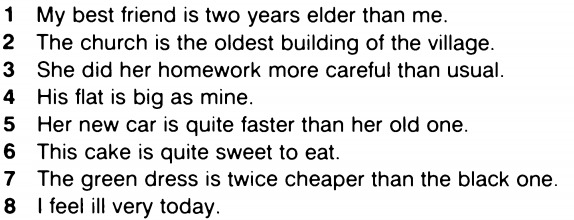 1 My best friend is two years elder than me.
2 The church is the oldest building of the village.
3 She did her homework more careful than usual.
4 His flat is big as mine.
5 Her new car is quite faster than her old one.
6 This cake is quite sweet to eat.
7 The green dress is twice cheaper than the black one.
8 I feel ill very today.